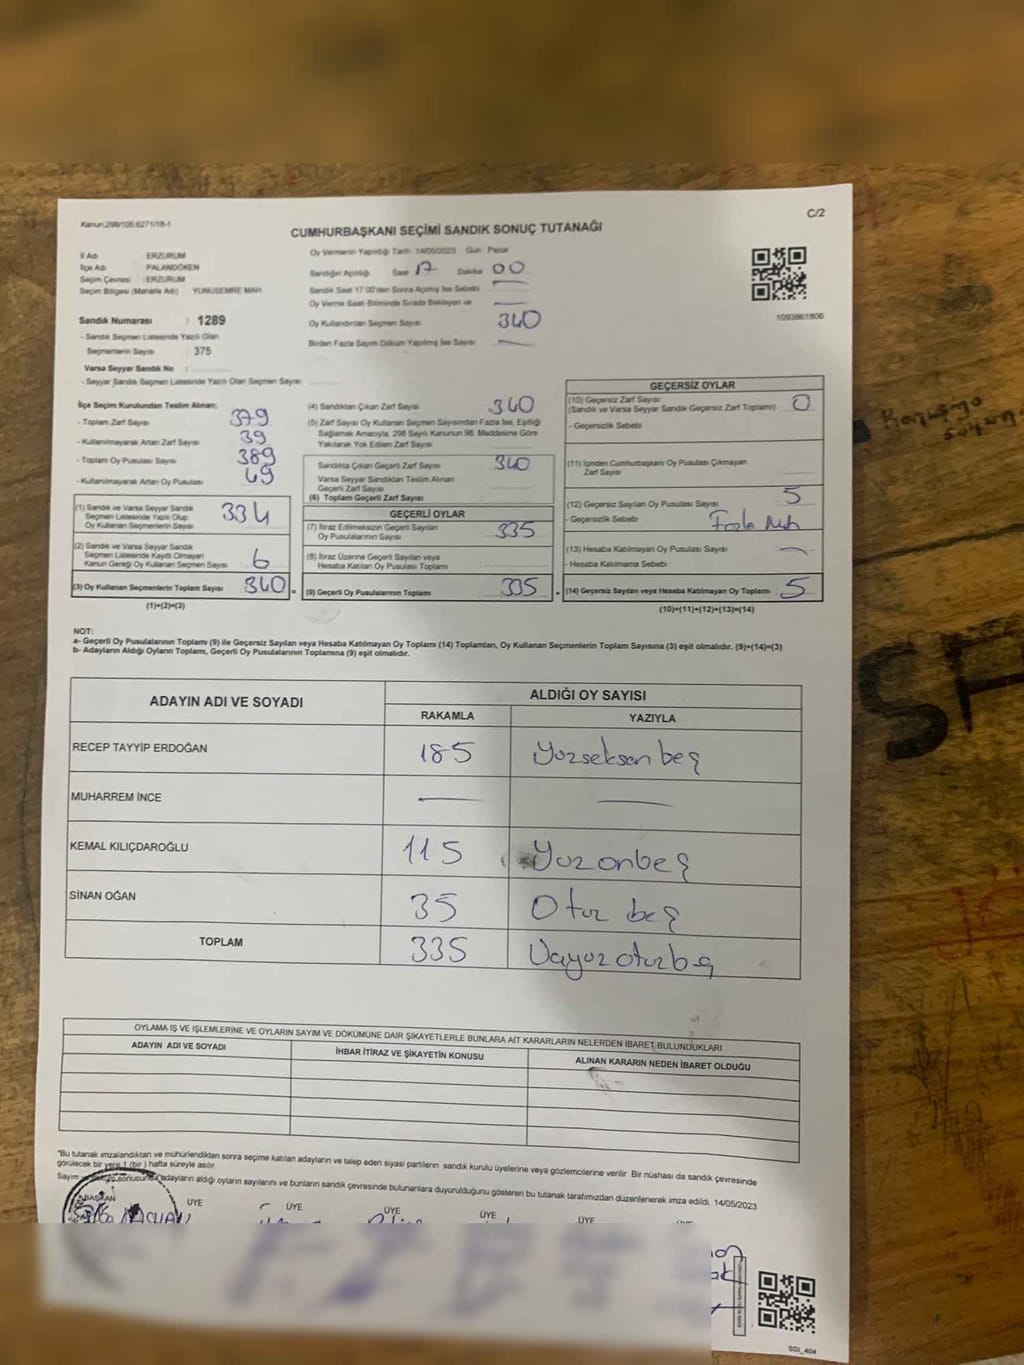 Kanun:298/105;6271/18-1
C/2
CUMHURBAŞKANI SEÇİMİ SANDIK SONUÇ TUTANAĞI
İl Adı ERZURUM
İlçe Adı PALANDÖKEN
Seçim Çevresi : ERZURUM
Seçim Bölgesi (Mahalle Adı) YUNUSEMRE MAH
Sandık Numarası : 1289
- Sandık Seçmen Listesinde Yazılı Olan
Seçmenlerin Sayısı : 375
Varsa Seyyar Sandık No :
- Seyyar Sandık Seçmen Listesinde Yazılı Olan Seçmen Sayısı
Oy Vermenin Yapıldığı Tarih: 14/05/2023 Gün: Pazar
Sandığın Açıldığı Saat 17 Dakika 00
Sandık Saat 17:00'den Sonra Açılmış İse Sebebi —
Oy Verme Saati Bitiminde Sırada Bekleyen ve —
Oy Kullandırılan Seçmen Sayısı 340
Birden Fazla Sayım Döküm Yapılmış İse Sayısı —
1093861806
İlçe Seçim Kurulundan Teslim Alınan;
- Toplam Zarf Sayısı 379
- Kullanılmayarak Artan Zarf Sayısı 39
- Toplam Oy Pusulası Sayısı 389
- Kullanılmayarak Artan Oy Pusulası 49
(1) Sandık ve Varsa Seyyar Sandık
Seçmen Listesinde Yazılı Olup
Oy Kullanan Seçmenlerin Sayısı 334
(2) Sandık ve Varsa Seyyar Sandık
Seçmen Listesinde Kayıtlı Olmayan
Kanun Gereği Oy Kullanan Seçmen Sayısı 6
(3) Oy Kullanan Seçmenlerin Toplam Sayısı 340 =
(1)+(2)=(3)
(4) Sandıktan Çıkan Zarf Sayısı 340
(5) Zarf Sayısı Oy Kullanan Seçmen Sayısından Fazla İse, Eşitliği
Sağlamak Amacıyla, 298 Sayılı Kanunun 98. Maddesine Göre
Yakılarak Yok Edilen Zarf Sayısı
Sandıkta Çıkan Geçerli Zarf Sayısı 340
Varsa Seyyar Sandıktan Teslim Alınan
Geçerli Zarf Sayısı
(6) Toplam Geçerli Zarf Sayısı
GEÇERLİ OYLAR
(7) İtiraz Edilmeksizin Geçerli Sayılan
Oy Pusulalarının Sayısı 335
(8) İtiraz Üzerine Geçerli Sayılan veya
Hesaba Katılan Oy Pusulası Toplamı
(9) Geçerli Oy Pusulalarının Toplamı 335 +
GEÇERSİZ OYLAR
(10) Geçersiz Zarf Sayısı
(Sandık ve Varsa Seyyar Sandık Geçersiz Zarf Toplamı) 0
- Geçersizlik Sebebi
(11) İçinden Cumhurbaşkanı Oy Pusulası Çıkmayan
Zarf Sayısı
(12) Geçersiz Sayılan Oy Pusulası Sayısı 5
- Geçersizlik Sebebi
(13) Hesaba Katılmayan Oy Pusulası Sayısı —
- Hesaba Katılmama Sebebi :
(14) Geçersiz Sayılan veya Hesaba Katılmayan Oy Toplamı 5
(10)+(11)+(12)+(13)=(14)
NOT:
a- Geçerli Oy Pusulalarının Toplamı (9) ile Geçersiz Sayılan veya Hesaba Katılmayan Oy Toplamı (14) Toplamları, Oy Kullanan Seçmenlerin Toplam Sayısına (3) eşit olmalıdır. (9)+(14)=(3)
b- Adayların Aldığı Oyların Toplamı, Geçerli Oy Pusulalarının Toplamına (9) eşit olmalıdır.
ADAYIN ADI VE SOYADI ALDIĞI OY SAYISI
RAKAMLA YAZIYLA
RECEP TAYYİP ERDOĞAN 185 Yüzseksen beş
MUHARREM İNCE — —
KEMAL KILIÇDAROĞLU 115 Yuz onbeş
SİNAN OĞAN 35 Otuz beş
TOPLAM 335 Üçyüz otuzbeş
OYLAMA İŞ VE İŞLEMLERİNE VE OYLARIN SAYIM VE DÖKÜMÜNE DAİR ŞİKAYETLERLE BUNLARA AİT KARARLARIN NELERDEN İBARET BULUNDUKLARI
ADAYIN ADI VE SOYADI İHBAR İTİRAZ VE ŞİKAYETİN KONUSU ALINAN KARARIN NEDEN İBARET OLDUĞU
*Bu tutanak imzalandıktan ve mühürlendikten sonra seçime katılan adayların ve talep eden siyasi partilerin sandık kurulu üyelerine veya gözlemcilerine verilir. Bir nüshası da sandık çevresinde
görülecek bir yere 1 (bir) hafta süreyle asılır.
Sayım sonucunda adayların aldığı oyların sayılarını ve bunların sandık çevresinde bulunanlara duyurulduğunu gösteren bu tutanak tarafımızdan düzenlenerek imza edildi. 14/05/2023
BAŞKAN ÜYE ÜYE ÜYE ÜYE ÜYE
SGI_404